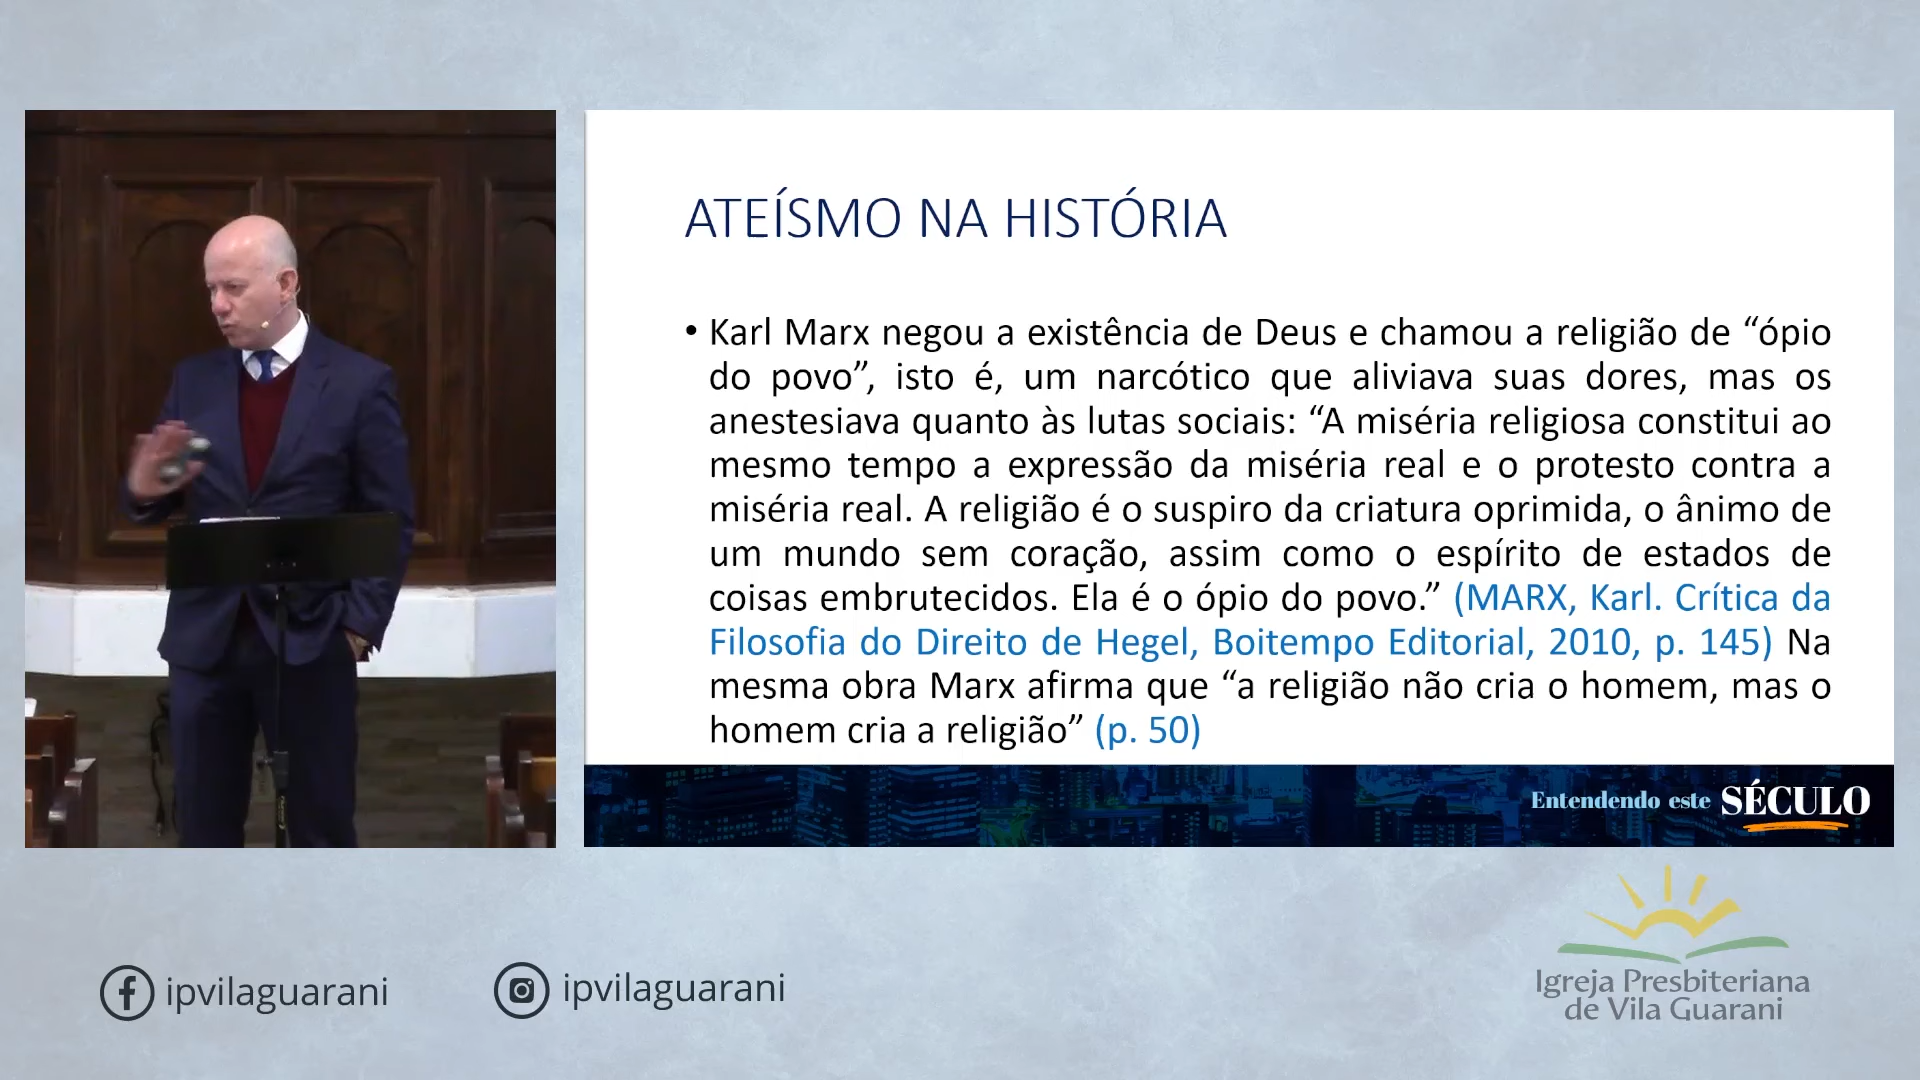 ATEÍSMO NA HISTÓRIA
• Karl Marx negou a existência de Deus e chamou a religião de “ópio
do povo”, isto é, um narcótico que aliviava suas dores, mas os
anestesiava quanto às lutas sociais: “A miséria religiosa constitui ao
mesmo tempo a expressão da miséria real e o protesto contra a
miséria real. A religião é o suspiro da criatura oprimida, o ânimo de
um mundo sem coração, assim como o espírito de estados de
coisas embrutecidos. Ela é o ópio do povo.” (MARX, Karl. Crítica da
Filosofia do Direito de Hegel, Boitempo Editorial, 2010, p. 145) Na
mesma obra Marx afirma que “a religião não cria o homem, mas o
homem cria a religião” (p. 50)
Entendendo este SÉCULO
ipvilaguarani
ipvilaguarani
Igreja Presbiteriana
de Vila Guarani